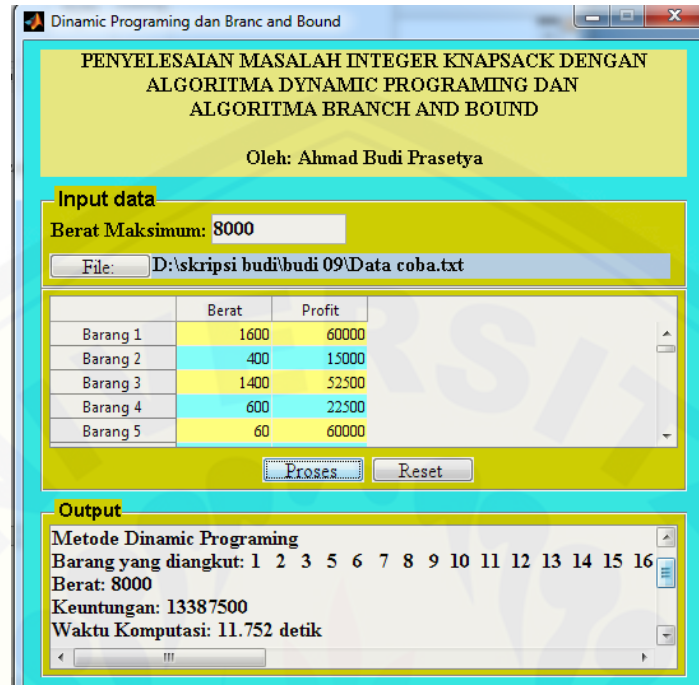 Dinamic Programing dan Branc and Bound
PENYELESAIAN MASALAH INTEGER KNAPSACK DENGAN
ALGORITMA DYNAMIC PROGRAMING DAN
ALGORITMA BRANCH AND BOUND
Oleh: Ahmad Budi Prasetya
Input data
Berat Maksimum: 8000
File: D:\skripsi budi\budi 09\Data coba.txt
Berat Profit
Barang 1 1600 60000
Barang 2 400 15000
Barang 3 1400 52500
Barang 4 600 22500
Barang 5 60 60000
Proses Reset
Output
Metode Dinamic Programing
Barang yang diangkut: 1 2 3 5 6 7 8 9 10 11 12 13 14 15 16
Berat: 8000
Keuntungan: 13387500
Waktu Komputasi: 11.752 detik